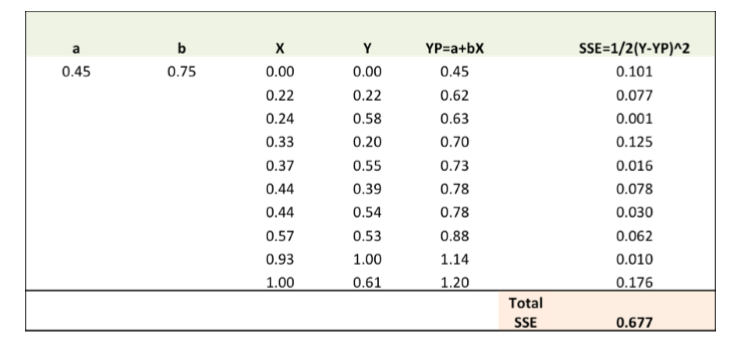 a b X Y YP=a+bX SSE=1/2(Y-YP)^2
0.45 0.75 0.00 0.00 0.45 0.101
0.22 0.22 0.62 0.077
0.24 0.58 0.63 0.001
0.33 0.20 0.70 0.125
0.37 0.55 0.73 0.016
0.44 0.39 0.78 0.078
0.44 0.54 0.78 0.030
0.57 0.53 0.88 0.062
0.93 1.00 1.14 0.010
1.00 0.61 1.20 0.176
Total
SSE 0.677